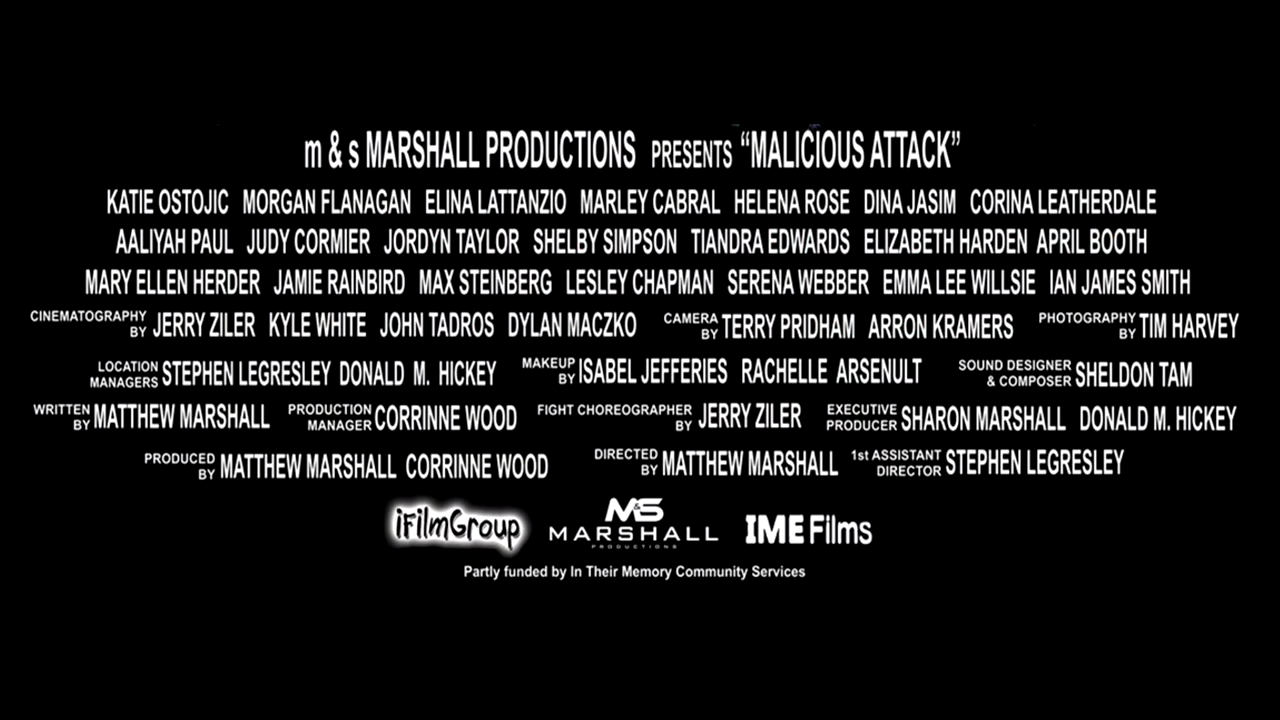 m & s MARSHALL PRODUCTIONS PRESENTS “MALICIOUS ATTACK”
KATIE OSTOJIC MORGAN FLANAGAN ELINA LATTANZIO MARLEY CABRAL HELENA ROSE DINA JASIM CORINA LEATHERDALE
AALIYAH PAUL JUDY CORMIER JORDYN TAYLOR SHELBY SIMPSON TIANDRA EDWARDS ELIZABETH HARDEN APRIL BOOTH
MARY ELLEN HERDER JAMIE RAINBIRD MAX STEINBERG LESLEY CHAPMAN SERENA WEBBER EMMA LEE WILLSIE IAN JAMES SMITH
CINEMATOGRAPHY BY JERRY ZILER KYLE WHITE JOHN TADROS DYLAN MACZKO CAMERA BY TERRY PRIDHAM ARRON KRAMERS PHOTOGRAPHY BY TIM HARVEY
LOCATION MANAGERS STEPHEN LEGRESLEY DONALD M. HICKEY MAKEUP BY ISABEL JEFFERIES RACHELLE ARSENULT SOUND DESIGNER & COMPOSER SHELDON TAM
WRITTEN BY MATTHEW MARSHALL PRODUCTION MANAGER CORRINNE WOOD FIGHT CHOREOGRAPHER BY JERRY ZILER EXECUTIVE PRODUCER SHARON MARSHALL DONALD M. HICKEY
PRODUCED BY MATTHEW MARSHALL CORRINNE WOOD DIRECTED BY MATTHEW MARSHALL 1st ASSISTANT DIRECTOR STEPHEN LEGRESLEY
iFilmGroup M&S MARSHALL PRODUCTIONS IME Films
Partly funded by In Their Memory Community Services